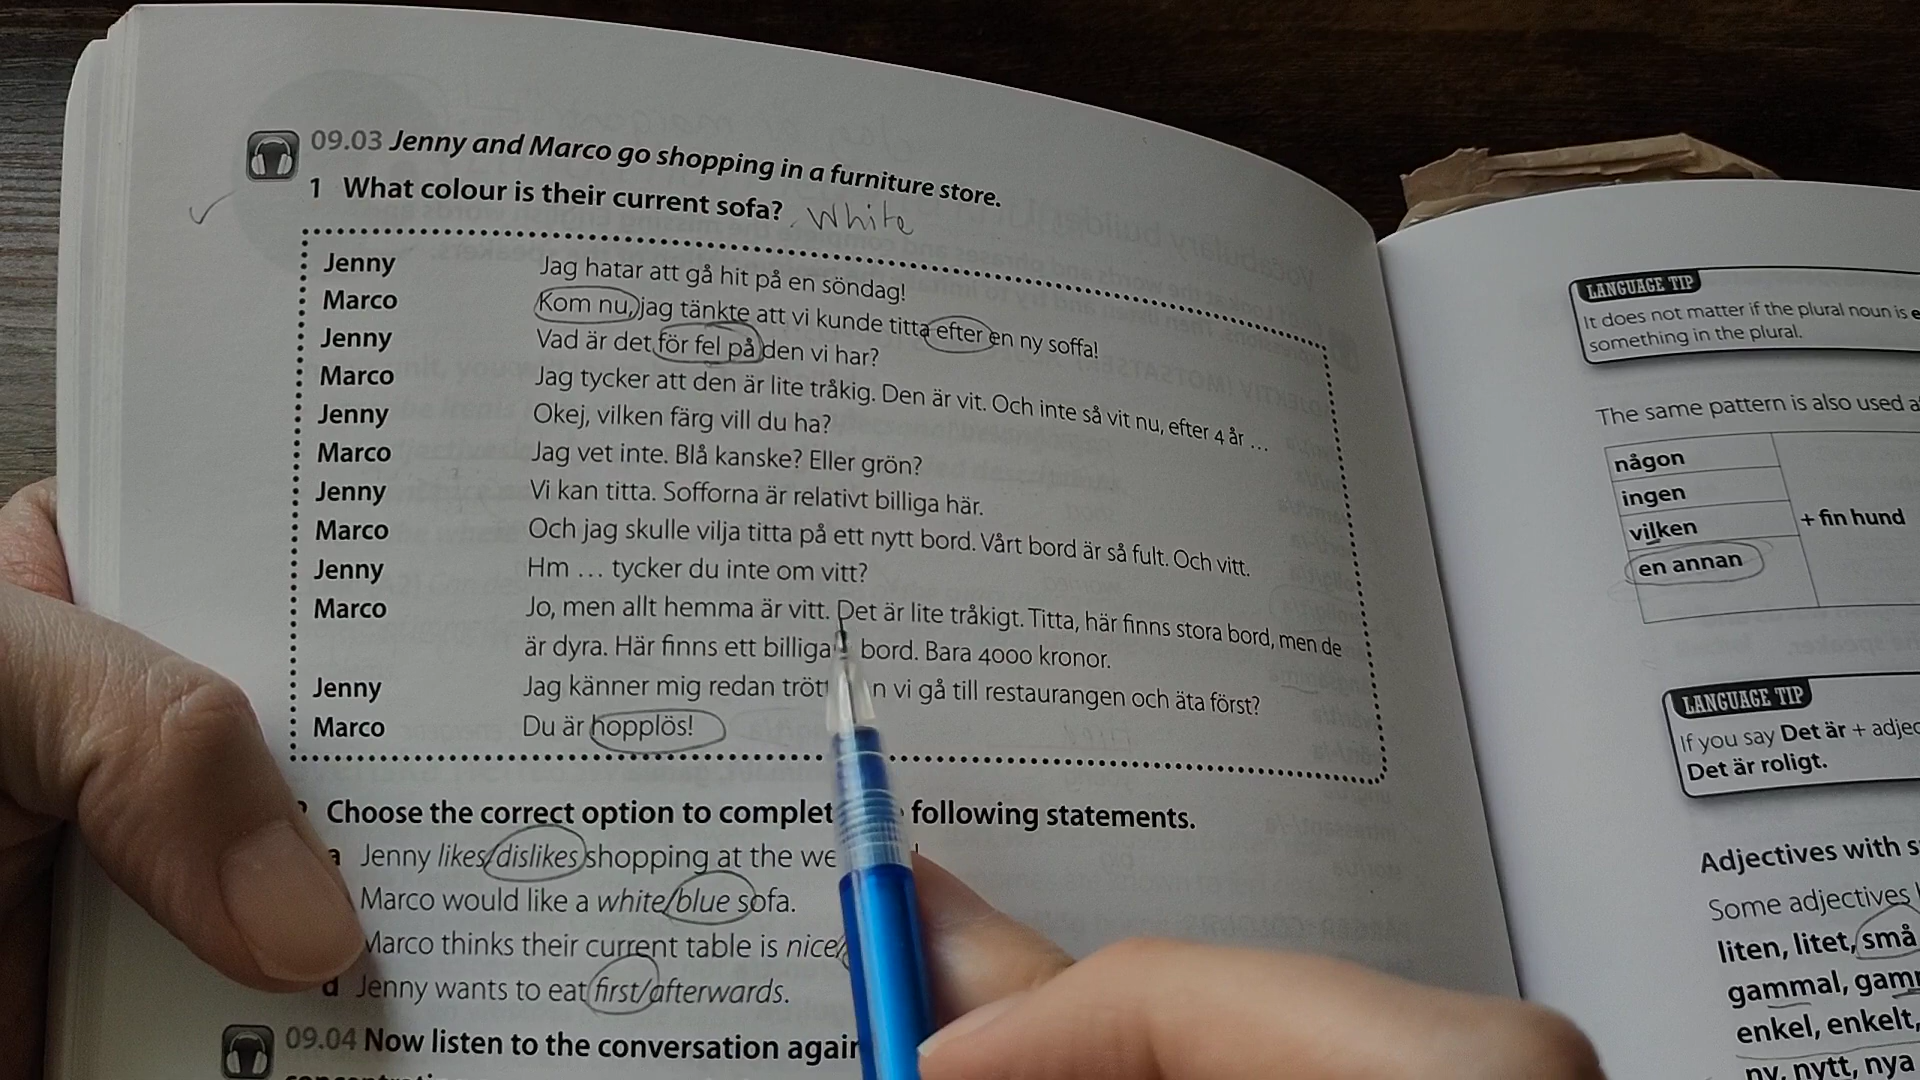 09.03 Jenny and Marco go shopping in a furniture store.
1 What colour is their current sofa? White
Jenny Jag hatar att gå hit på en söndag!
Marco Kom nu, jag tänkte att vi kunde titta efter en ny soffa!
Jenny Vad är det för fel på den vi har?
Marco Jag tycker att den är lite tråkig. Den är vit. Och inte så vit nu, efter 4 år ...
Jenny Okej, vilken färg vill du ha?
Marco Jag vet inte. Blå kanske? Eller grön?
Jenny Vi kan titta. Sofforna är relativt billiga här.
Marco Och jag skulle vilja titta på ett nytt bord. Vårt bord är så fult. Och vitt.
Jenny Hm ... tycker du inte om vitt?
Marco Jo, men allt hemma är vitt. Det är lite tråkigt. Titta, här finns stora bord, men de
är dyra. Här finns ett bord. Bara 4000 kronor.
Jenny Jag känner mig redan vi gå till restaurangen och äta först?
Marco Du är hopplös!
Choose the correct option to following statements.
a Jenny likes/dislikes shopping at the
Marco would like a white/blue sofa.
Marco thinks their current table is nice/
d Jenny wants to eat first/afterwards.
09.04 Now listen to the conversation
LANGUAGE TIP
It does not matter if the plural noun is
something in the plural.
The same pattern is also used
någon
ingen
vilken
en annan
+ fin hund
LANGUAGE TIP
If you say Det är +
Det är roligt.
Adjectives with
Some adjectives
liten, litet, små
gammal,
enkel, enkelt,
ny, nytt, nya